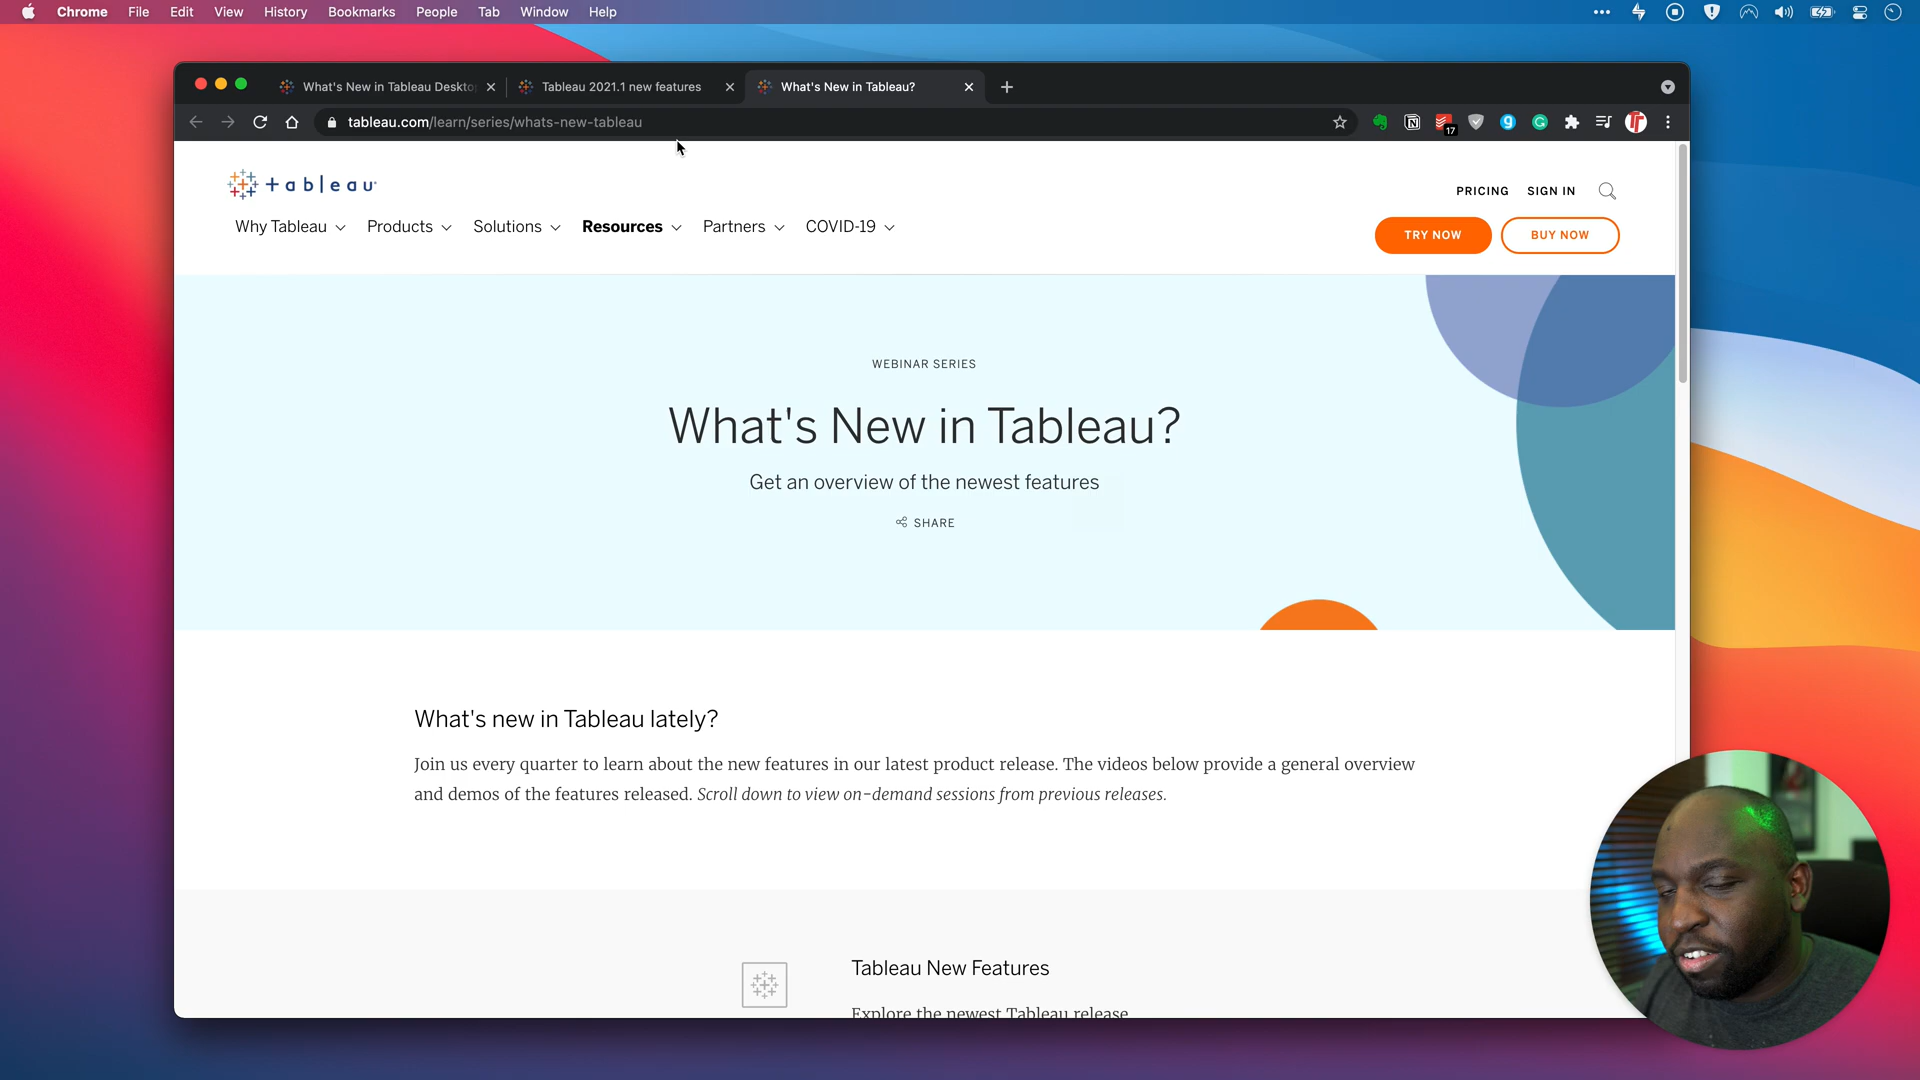 Chrome File Edit View History Bookmarks People Tab Window Help
What's New in Tableau Deskto
Tableau 2021.1 new features
What's New in Tableau?
tableau.com/learn/series/whats-new-tableau
17
+ableau
PRICING SIGN IN
Why Tableau Products Solutions Resources Partners COVID-19
TRY NOW BUY NOW
WEBINAR SERIES
What's New in Tableau?
Get an overview of the newest features
SHARE
What's new in Tableau lately?
Join us every quarter to learn about the new features in our latest product release. The videos below provide a general overview
and demos of the features released. Scroll down to view on-demand sessions from previous releases.
Tableau New Features
Explore the newest Tableau release